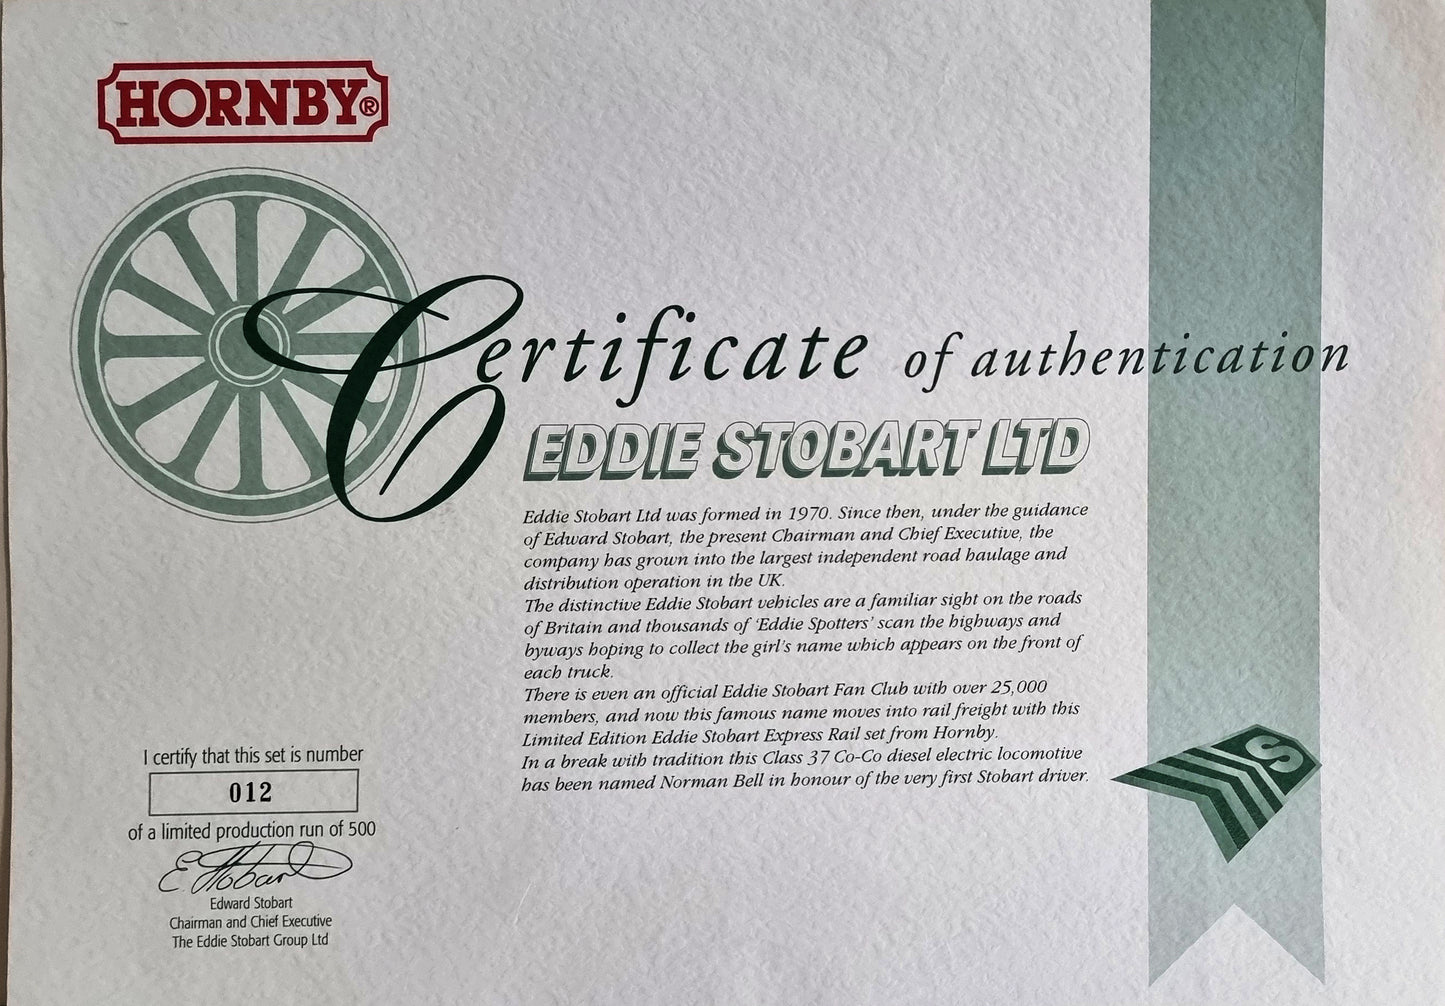 HORNBY®
Certificate of authentication
EDDIE STOBART LTD
Eddie Stobart Ltd was formed in 1970. Since then, under the guidance
of Edward Stobart, the present Chairman and Chief Executive, the
company has grown into the largest independent road haulage and
distribution operation in the UK.
The distinctive Eddie Stobart vehicles are a familiar sight on the roads
of Britain and thousands of 'Eddie Spotters' scan the highways and
byways hoping to collect the girl's name which appears on the front of
each truck.
There is even an official Eddie Stobart Fan Club with over 25,000
members, and now this famous name moves into rail freight with this
Limited Edition Eddie Stobart Express Rail set from Hornby.
In a break with tradition this Class 37 Co-Co diesel electric locomotive
has been named Norman Bell in honour of the very first Stobart driver.
S
I certify that this set is number
012
of a limited production run of 500
E. Stobart
Edward Stobart
Chairman and Chief Executive
The Eddie Stobart Group Ltd